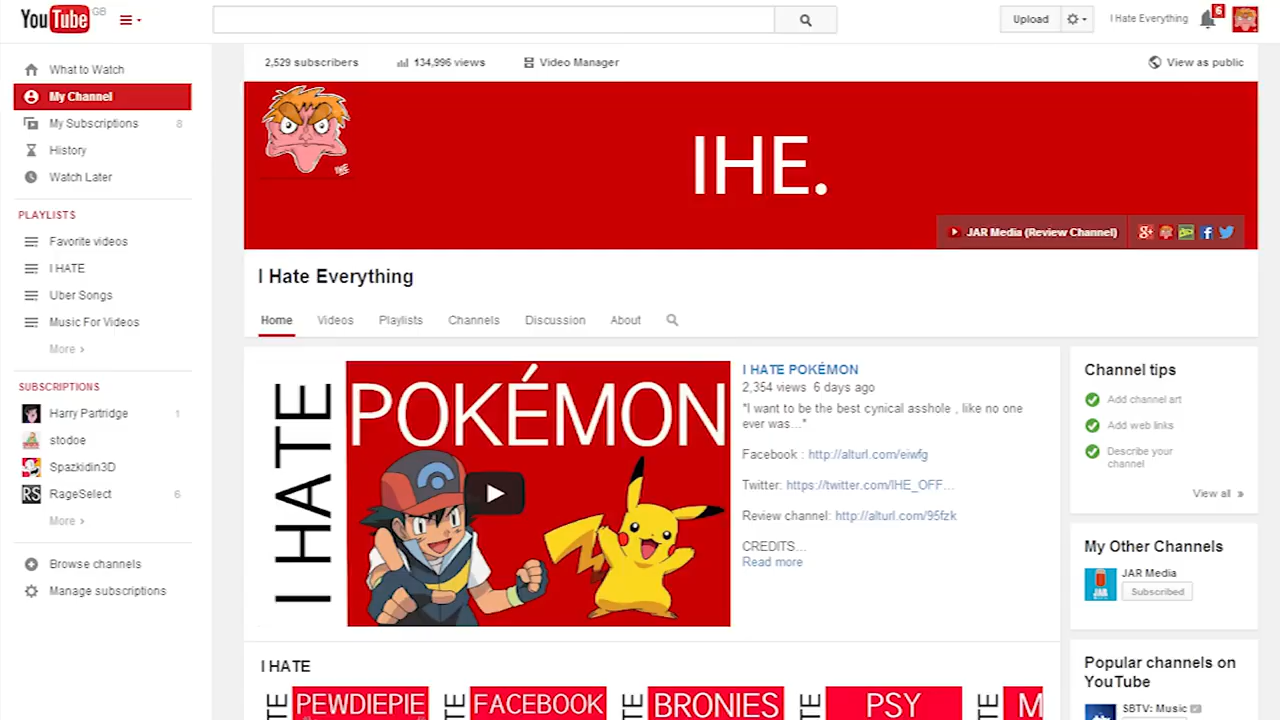 YouTube GB
Upload
I Hate Everything
6
What to Watch
My Channel
My Subscriptions 8
History
Watch Later
PLAYLISTS
Favorite videos
I HATE
Uber Songs
Music For Videos
More ›
SUBSCRIPTIONS
Harry Partridge 1
stodoe
Spazkidin3D
RS RageSelect 6
More ›
Browse channels
Manage subscriptions
2,529 subscribers
134,996 views
Video Manager
View as public
IHE
IHE.
JAR Media (Review Channel)
I Hate Everything
Home
Videos
Playlists
Channels
Discussion
About
I HATE
POKÉMON
I HATE POKÉMON
2,354 views 6 days ago
"I want to be the best cynical asshole , like no one
ever was..."
Facebook : http://alturl.com/eiwfg
Twitter: https://twitter.com/IHE_OFF...
Review channel: http://alturl.com/95fzk
CREDITS...
Read more
Channel tips
Add channel art
Add web links
Describe your
channel
View all »
My Other Channels
JAR
JAR Media
Subscribed
Popular channels on
YouTube
SBTV: Music
I HATE
PEWDIEPIE
FACEBOOK
BRONIES
PSY
M